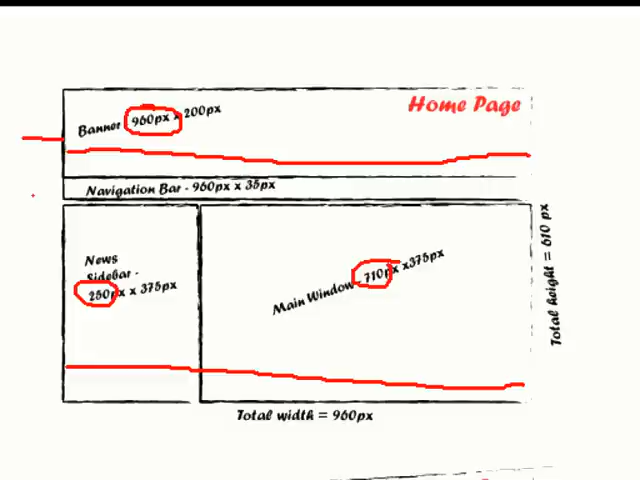 Home Page
Banner 960px x 200px
Navigation Bar - 960px x 35px
News
Sidebar -
250px x 375px
Main Window - 710px x375px
Total height = 610 px
Total width = 960px